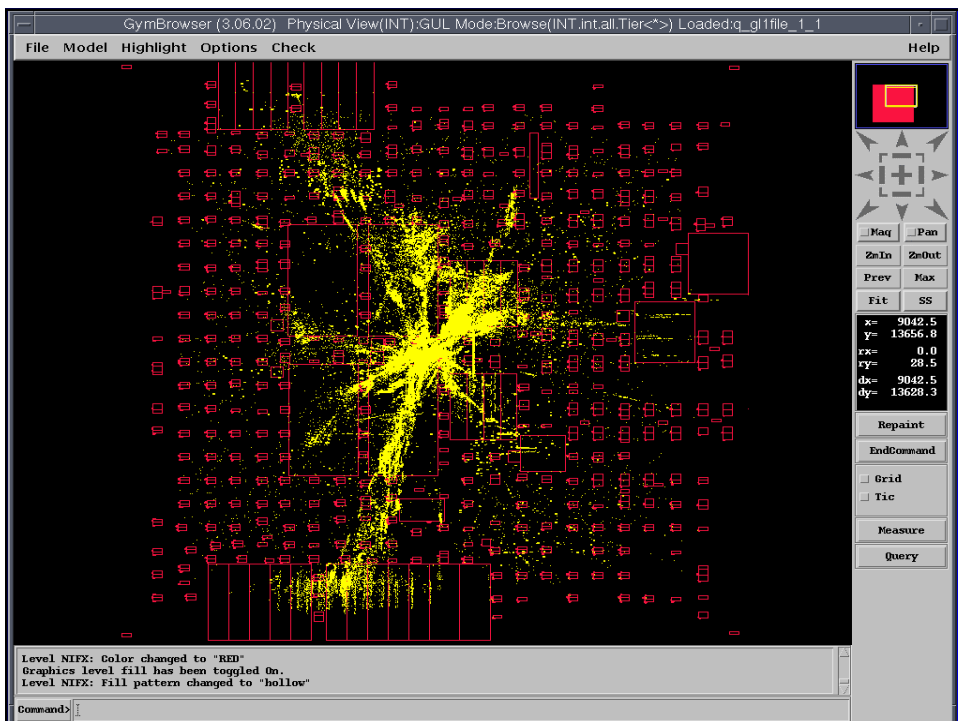 GymBrowser (3.06.02) Physical View(INT):GUL Mode:Browse(INT.int.all.Tier<*>) Loaded:q_gl1file_1_1
File Model Highlight Options Check Help
Mag Pan
ZmIn ZmOut
Prev Max
Fit SS
x= 9042.5
y= 13656.8
rx= 0.0
ry= 28.5
dx= 9042.5
dy= 13628.3
Repaint
EndCommand
Grid
Tic
Measure
Query
Level NIFX: Color changed to "RED"
Graphics level fill has been toggled On.
Level NIFX: Fill pattern changed to "hollow"
Command>